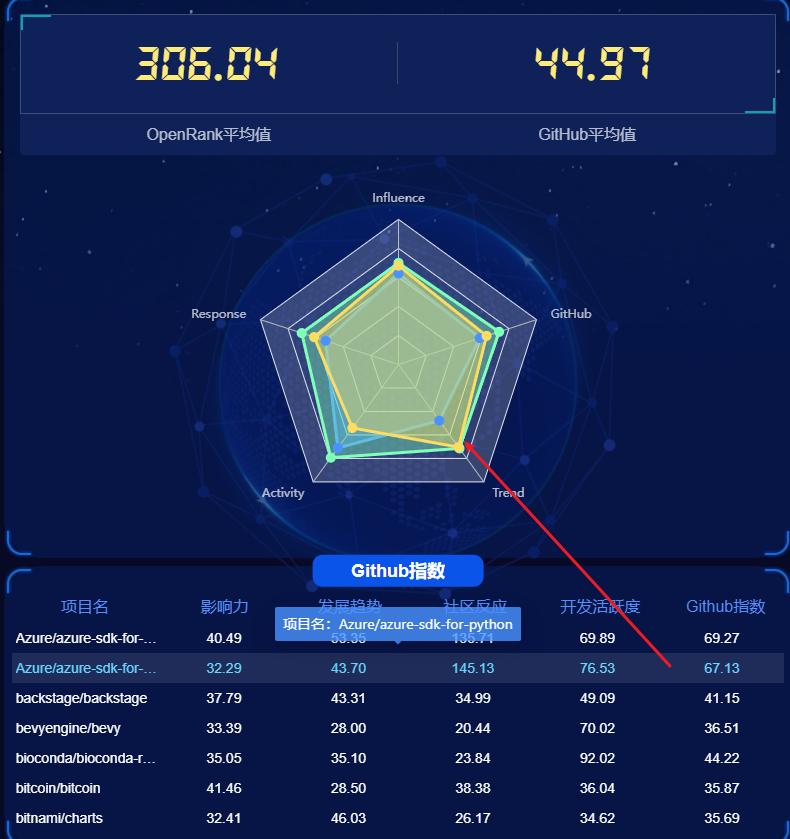 306.04 44.97
OpenRank平均值 GitHub平均值
Influence
Response GitHub
Activity Trend
Github指数
项目名 影响力 发展趋势 社区反应 开发活跃度 Github指数
项目名：Azure/azure-sdk-for-python
Azure/azure-sdk-for-... 40.49 53.35 135.71 69.89 69.27
Azure/azure-sdk-for-... 32.29 43.70 145.13 76.53 67.13
backstage/backstage 37.79 43.31 34.99 49.09 41.15
bevyengine/bevy 33.39 28.00 20.44 70.02 36.51
bioconda/bioconda-r... 35.05 35.10 23.84 92.02 44.22
bitcoin/bitcoin 41.46 28.50 38.38 36.04 35.87
bitnami/charts 32.41 46.03 26.17 34.62 35.69